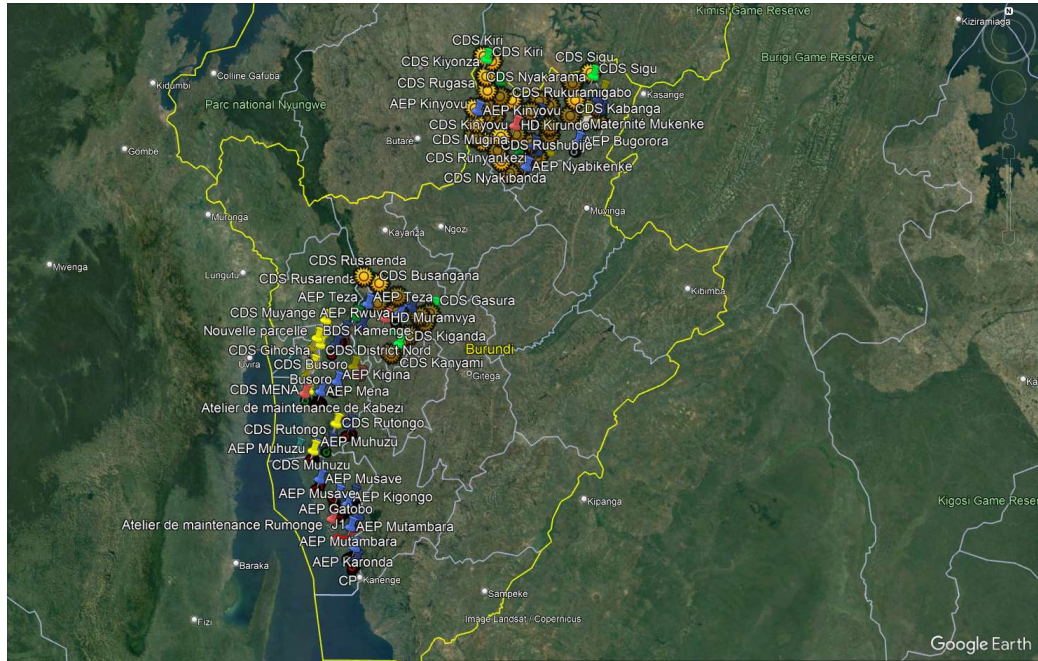 Kimisi Game Reserve
N
Kiziramiaga
CDS Kiri
CDS Kiri
CDS Kiyonza
CDS Sigu
CDS Sigu
Burigi Game Reserve
Colline Gafuba
Kidumbi
CDS Rugasa
CDS Nyakarama
CDS Rukuramigabo
Kasange
Parc national Nyungwe
AEP Kinyovu
AEP Kinyovu
CDS Kabanga
CDS Kinyovu
HD Kirundo
Maternité Mukenke
Butare
CDS Mugina
CDS Rushubije
AEP Bugorora
Gombe
CDS Runyankezi
AEP Nyabikenke
CDS Nyakibanda
Murunga
Muyinga
Kayanza
Ngozi
Mwenga
Lungutu
CDS Rusarenda
CDS Rusarenda
CDS Busangana
Kibimba
AEP Teza
AEP Teza
CDS Gasura
CDS Muyange
AEP Rwuya
HD Muramvya
Nouvelle parcelle
BDS Kamenge
CDS Kiganda
CDS Gihosha
CDS District Nord
Burundi
Uvira
CDS Busoro
CDS Kanyami
Gitega
Busoro
AEP Kigina
CDS MENA
AEP Mena
Atelier de maintenance de Kabezi
CDS Rutongo
CDS Rutongo
AEP Muhuzu
AEP Muhuzu
CDS Muhuzu
AEP Musave
AEP Musave
AEP Kigongo
Kipanga
Kigosi Game Reser
AEP Gatobo
Atelier de maintenance Rumonge
J1
AEP Mutambara
AEP Mutambara
AEP Karonda
Baraka
CP
Kanenge
Sampeke
Fizi
Image Landsat / Copernicus
Google Earth